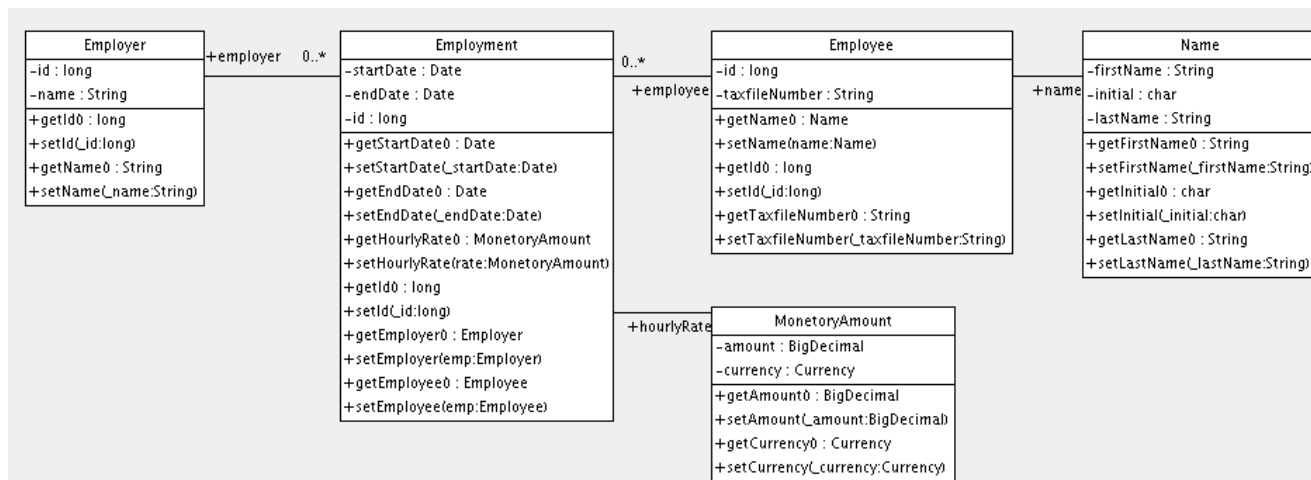 Employer
-id : long
-name : String
+getId() : long
+setId(_id:long)
+getName() : String
+setName(_name:String)
+employer
0..*
Employment
-startDate : Date
-endDate : Date
-id : long
+getStartDate() : Date
+setStartDate(_startDate:Date)
+getEndDate() : Date
+setEndDate(_endDate:Date)
+getHourlyRate() : MonetoryAmount
+setHourlyRate(rate:MonetoryAmount)
+getId() : long
+setId(_id:long)
+getEmployer() : Employer
+setEmployer(emp:Employer)
+getEmployee() : Employee
+setEmployee(emp:Employee)
0..*
+employee
Employee
-id : long
-taxfileNumber : String
+getName() : Name
+setName(name:Name)
+getId() : long
+setId(_id:long)
+getTaxfileNumber() : String
+setTaxfileNumber(_taxfileNumber:String)
+name
Name
-firstName : String
-initial : char
-lastName : String
+getFirstName() : String
+setFirstName(_firstName:String)
+getInitial() : char
+setInitial(_initial:char)
+getLastName() : String
+setLastName(_lastName:String)
+hourlyRate
MonetoryAmount
-amount : BigDecimal
-currency : Currency
+getAmount() : BigDecimal
+setAmount(_amount:BigDecimal)
+getCurrency() : Currency
+setCurrency(_currency:Currency)